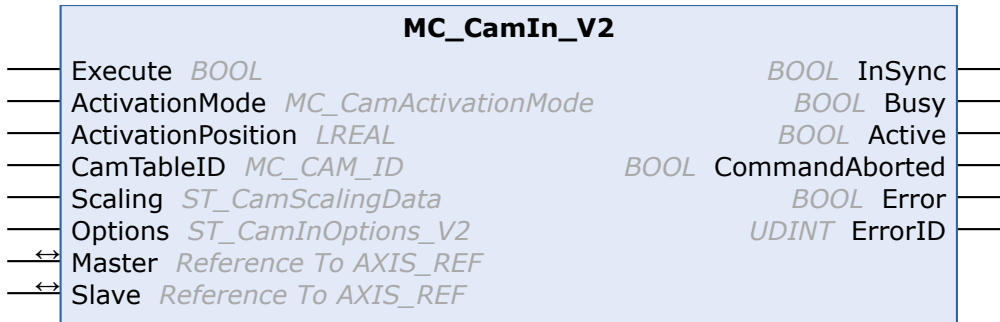 MC_CamIn_V2
Execute BOOL BOOL InSync
ActivationMode MC_CamActivationMode BOOL Busy
ActivationPosition LREAL BOOL Active
CamTableID MC_CAM_ID BOOL CommandAborted
Scaling ST_CamScalingData BOOL Error
Options ST_CamInOptions_V2 UDINT ErrorID
↔ Master Reference To AXIS_REF
↔ Slave Reference To AXIS_REF